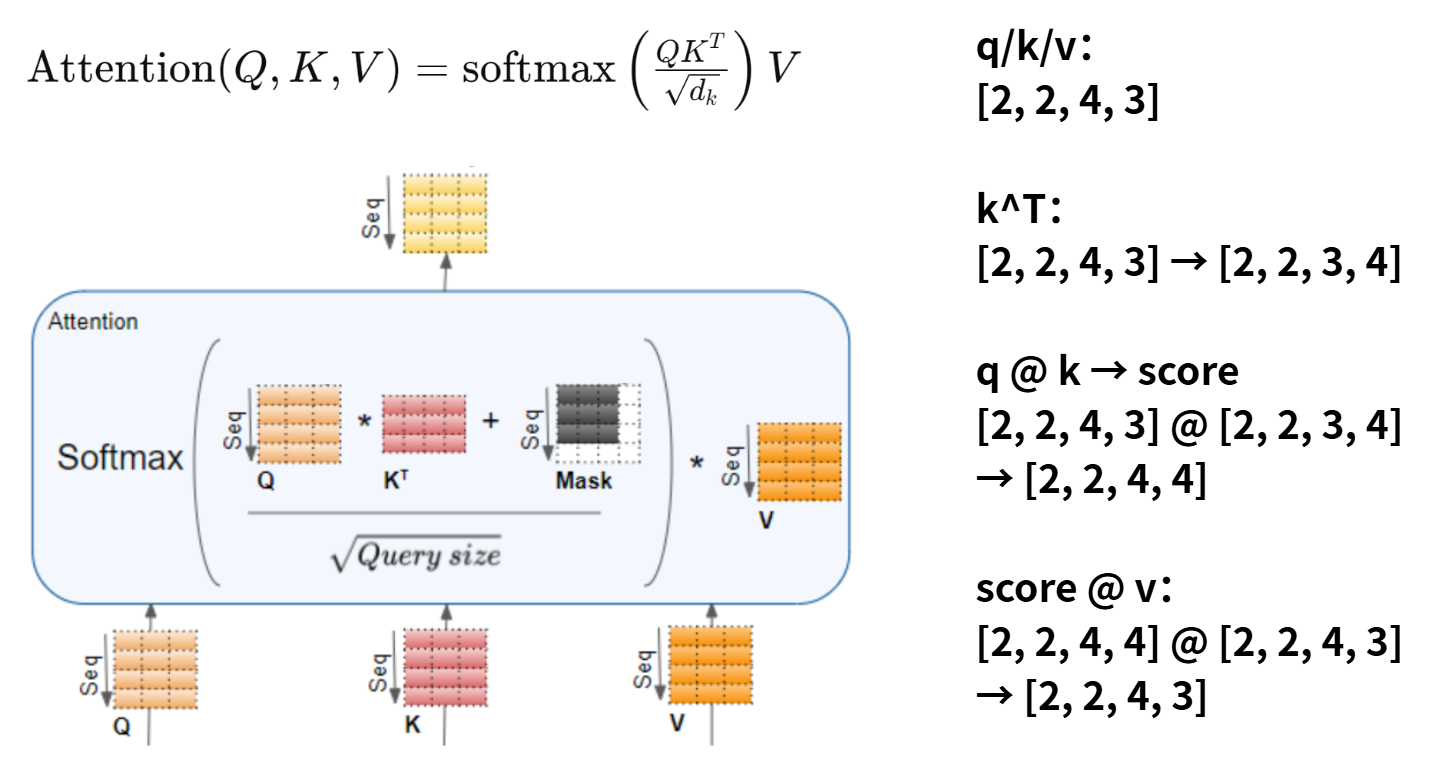 Attention(Q, K, V) = softmax (QK^T / √d_k) V
q/k/v:
[2, 2, 4, 3]
k^T:
[2, 2, 4, 3] → [2, 2, 3, 4]
q @ k → score
[2, 2, 4, 3] @ [2, 2, 3, 4]
→ [2, 2, 4, 4]
score @ v:
[2, 2, 4, 4] @ [2, 2, 4, 3]
→ [2, 2, 4, 3]
Seq
Attention
Softmax
Seq
Q
*
K^T
+
Seq
Mask
√Query size
*
Seq
V
Seq
Q
Seq
K
Seq
V